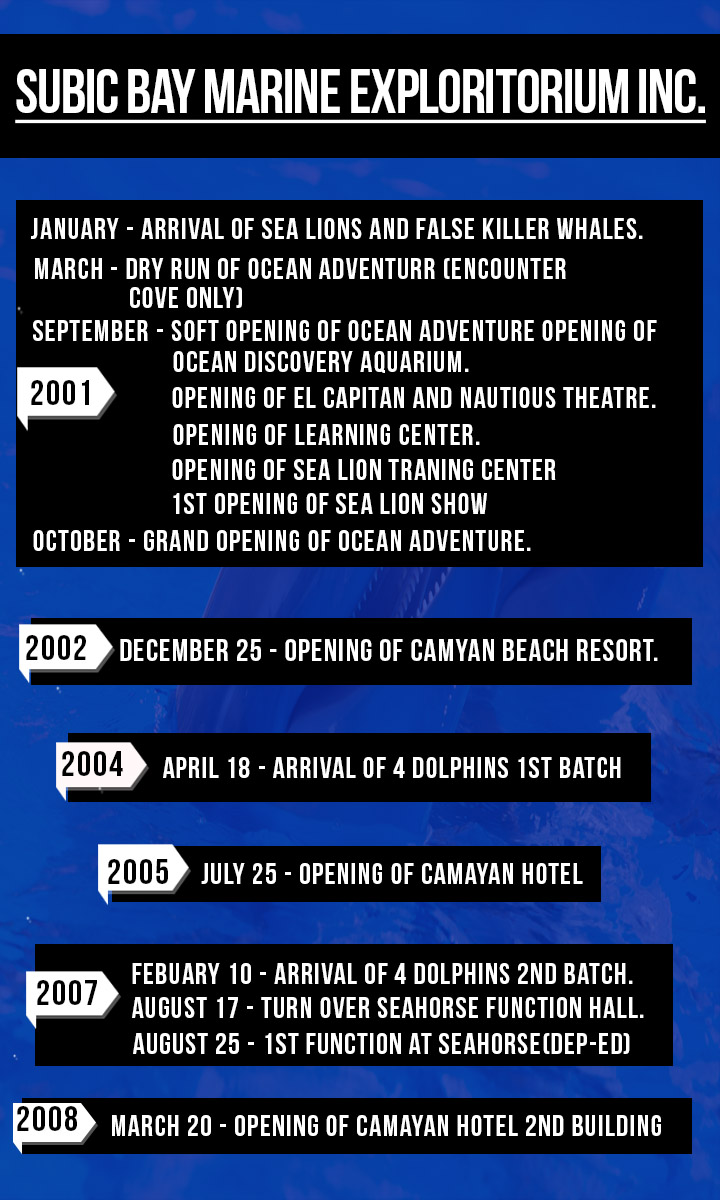 SUBIC BAY MARINE EXPLORITORIUM INC.
JANUARY - ARRIVAL OF SEA LIONS AND FALSE KILLER WHALES.
MARCH - DRY RUN OF OCEAN ADVENTURR (ENCOUNTER
COVE ONLY)
SEPTEMBER - SOFT OPENING OF OCEAN ADVENTURE OPENING OF
OCEAN DISCOVERY AQUARIUM.
2001
OPENING OF EL CAPITAN AND NAUTIOUS THEATRE.
OPENING OF LEARNING CENTER.
OPENING OF SEA LION TRANING CENTER
1ST OPENING OF SEA LION SHOW
OCTOBER - GRAND OPENING OF OCEAN ADVENTURE.
2002 DECEMBER 25 - OPENING OF CAMYAN BEACH RESORT.
2004 APRIL 18 - ARRIVAL OF 4 DOLPHINS 1ST BATCH
2005 JULY 25 - OPENING OF CAMAYAN HOTEL
2007
FEBUARY 10 - ARRIVAL OF 4 DOLPHINS 2ND BATCH.
AUGUST 17 - TURN OVER SEAHORSE FUNCTION HALL.
AUGUST 25 - 1ST FUNCTION AT SEAHORSE(DEP-ED)
2008 MARCH 20 - OPENING OF CAMAYAN HOTEL 2ND BUILDING